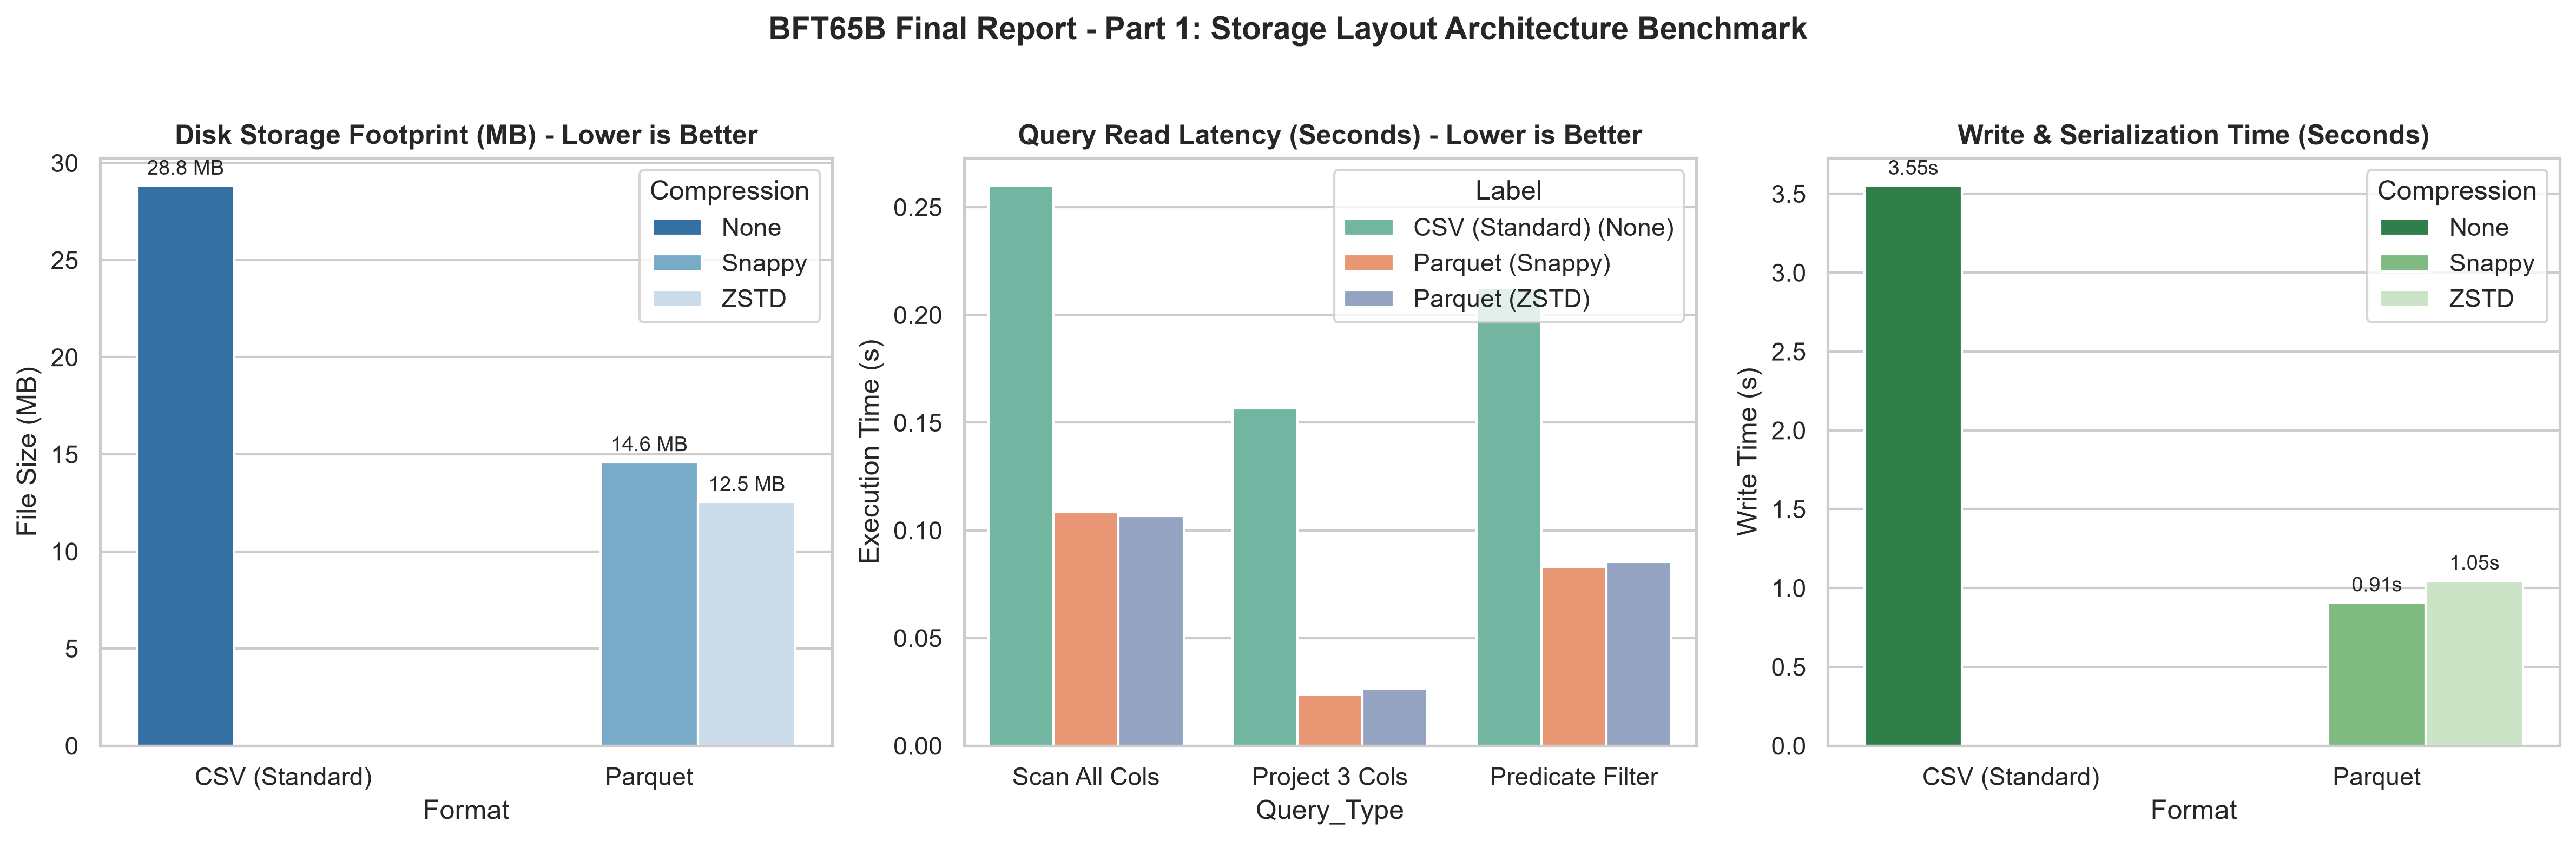 BFT65B Final Report - Part 1: Storage Layout Architecture Benchmark
Disk Storage Footprint (MB) - Lower is Better
File Size (MB)
30
25
20
15
10
5
0
28.8 MB
14.6 MB
12.5 MB
Compression
None
Snappy
ZSTD
CSV (Standard)
Parquet
Format
Query Read Latency (Seconds) - Lower is Better
Execution Time (s)
0.25
0.20
0.15
0.10
0.05
0.00
Label
CSV (Standard) (None)
Parquet (Snappy)
Parquet (ZSTD)
Scan All Cols
Project 3 Cols
Predicate Filter
Query_Type
Write & Serialization Time (Seconds)
Write Time (s)
3.5
3.0
2.5
2.0
1.5
1.0
0.5
0.0
3.55s
0.91s
1.05s
Compression
None
Snappy
ZSTD
CSV (Standard)
Parquet
Format